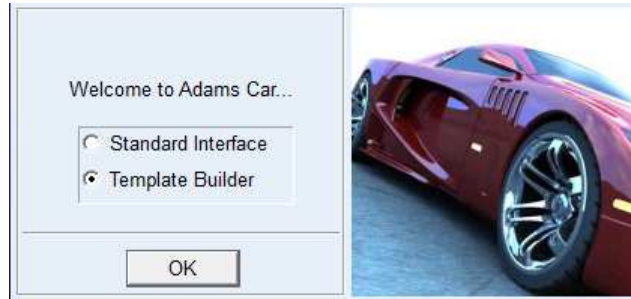 Welcome to Adams Car...
Standard Interface
Template Builder
OK